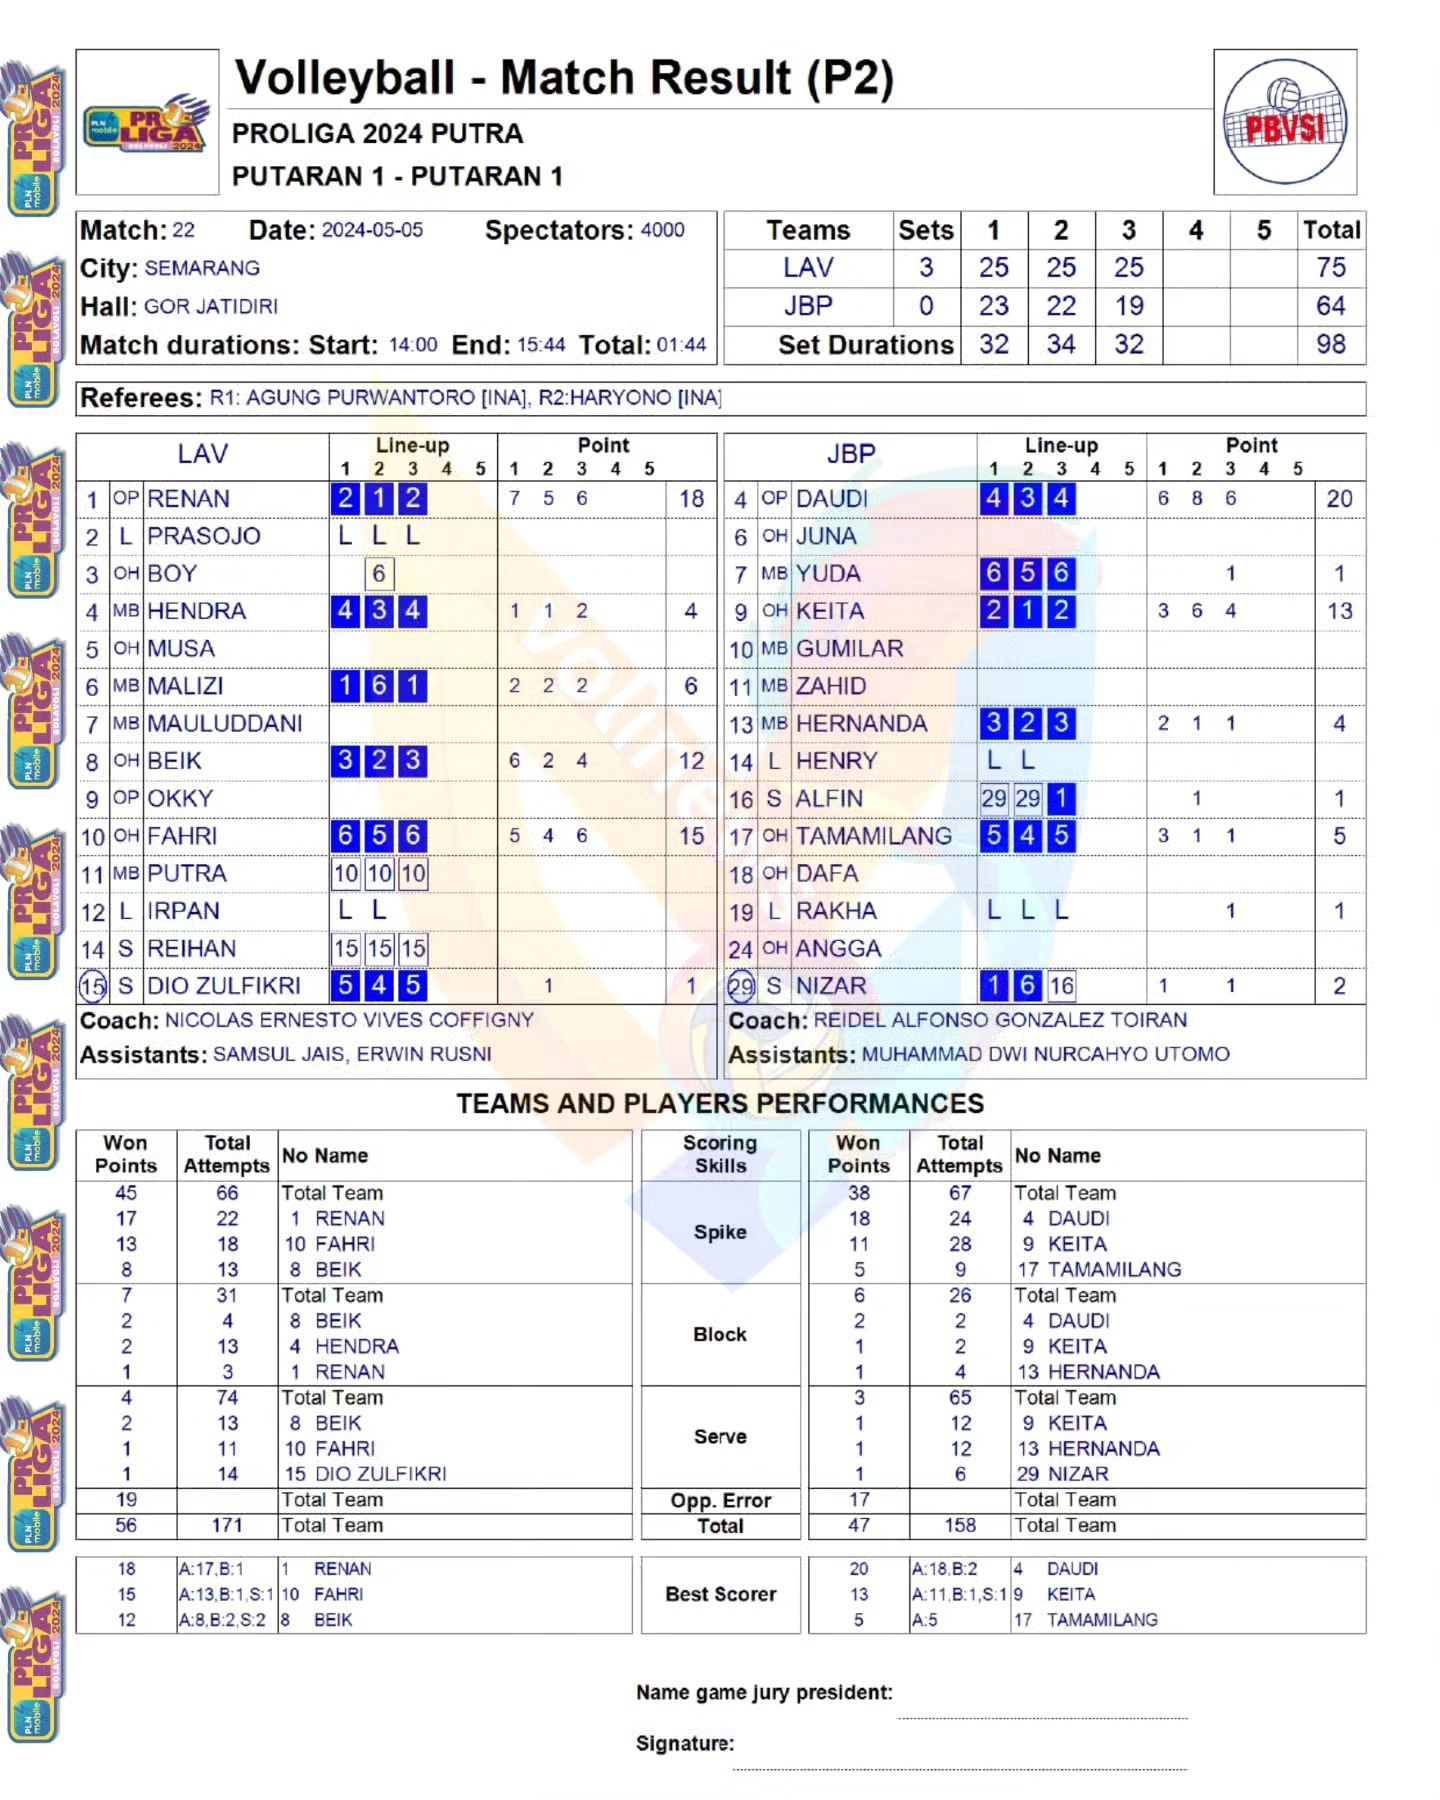 Volleyball - Match Result (P2)
PROLIGA 2024 PUTRA
PUTARAN 1 - PUTARAN 1
PLN mobile PROLIGA BOLAVOLI 2024
PBVSI
Match: 22 Date: 2024-05-05 Spectators: 4000
City: SEMARANG
Hall: GOR JATIDIRI
Match durations: Start: 14:00 End: 15:44 Total: 01:44
Teams Sets 1 2 3 4 5 Total
LAV 3 25 25 25 75
JBP 0 23 22 19 64
Set Durations 32 34 32 98
Referees: R1: AGUNG PURWANTORO [INA], R2:HARYONO [INA]
LAV Line-up Point
1 2 3 4 5 1 2 3 4 5
1 OP RENAN 2 1 2 7 5 6 18
2 L PRASOJO L L L
3 OH BOY 6
4 MB HENDRA 4 3 4 1 1 2 4
5 OH MUSA
6 MB MALIZI 1 6 1 2 2 2 6
7 MB MAULUDDANI
8 OH BEIK 3 2 3 6 2 4 12
9 OP OKKY
10 OH FAHRI 6 5 6 5 4 6 15
11 MB PUTRA 10 10 10
12 L IRPAN L L
14 S REIHAN 15 15 15
15 S DIO ZULFIKRI 5 4 5 1 1
Coach: NICOLAS ERNESTO VIVES COFFIGNY
Assistants: SAMSUL JAIS, ERWIN RUSNI
JBP Line-up Point
1 2 3 4 5 1 2 3 4 5
4 OP DAUDI 4 3 4 6 8 6 20
6 OH JUNA
7 MB YUDA 6 5 6 1 1
9 OH KEITA 2 1 2 3 6 4 13
10 MB GUMILAR
11 MB ZAHID
13 MB HERNANDA 3 2 3 2 1 1 4
14 L HENRY L L
16 S ALFIN 29 29 1 1 1
17 OH TAMAMILANG 5 4 5 3 1 1 5
18 OH DAFA
19 L RAKHA L L L 1 1
24 OH ANGGA
29 S NIZAR 1 6 16 1 1 2
Coach: REIDEL ALFONSO GONZALEZ TOIRAN
Assistants: MUHAMMAD DWI NURCAHYO UTOMO
TEAMS AND PLAYERS PERFORMANCES
Won Points Total Attempts No Name Scoring Skills Won Points Total Attempts No Name
Spike
45 66 Total Team 38 67 Total Team
17 22 1 RENAN 18 24 4 DAUDI
13 18 10 FAHRI 11 28 9 KEITA
8 13 8 BEIK 5 9 17 TAMAMILANG
Block
7 31 Total Team 6 26 Total Team
2 4 8 BEIK 2 2 4 DAUDI
2 13 4 HENDRA 1 2 9 KEITA
1 3 1 RENAN 1 4 13 HERNANDA
Serve
4 74 Total Team 3 65 Total Team
2 13 8 BEIK 1 12 9 KEITA
1 11 10 FAHRI 1 12 13 HERNANDA
1 14 15 DIO ZULFIKRI 1 6 29 NIZAR
19 Total Team Opp. Error 17 Total Team
56 171 Total Team Total 47 158 Total Team
18 A:17,B:1 1 RENAN 20 A:18,B:2 4 DAUDI
15 A:13,B:1,S:1 10 FAHRI Best Scorer 13 A:11,B:1,S:1 9 KEITA
12 A:8,B:2,S:2 8 BEIK 5 A:5 17 TAMAMILANG
Name game jury president:
Signature: